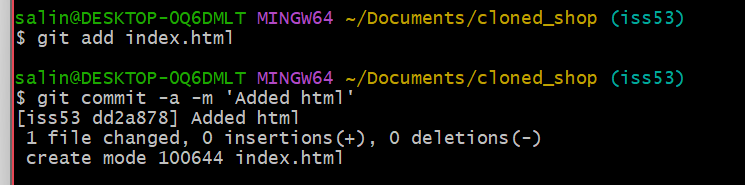 salin@DESKTOP-OQ6DMLT MINGW64 ~/Documents/cloned_shop (iss53)
$ git add index.html
salin@DESKTOP-OQ6DMLT MINGW64 ~/Documents/cloned_shop (iss53)
$ git commit -a -m 'Added html'
[iss53 dd2a878] Added html
 1 file changed, 0 insertions(+), 0 deletions(-)
 create mode 100644 index.html